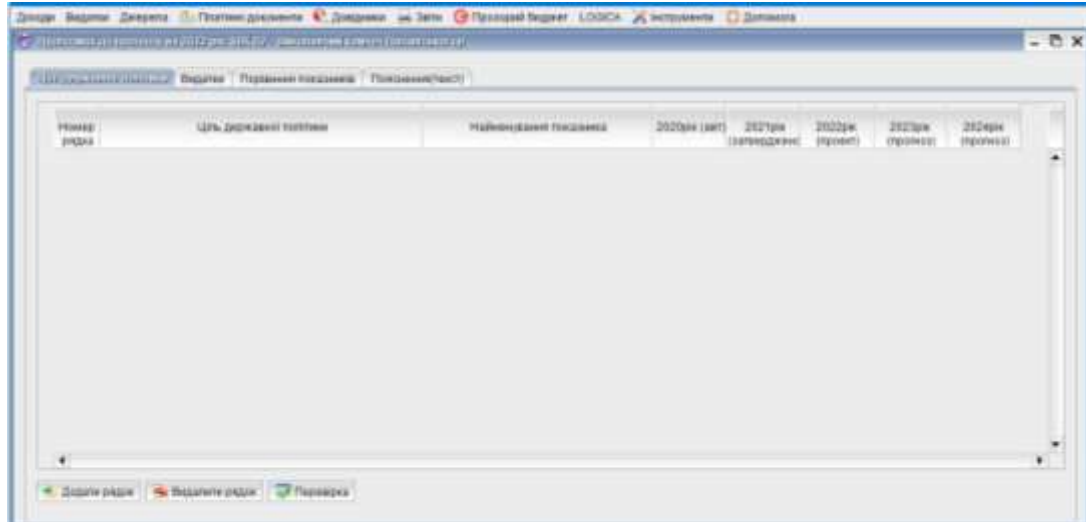 Доходи Видатки Джерела Платіжні документи Довідники Звіти Прозорий бюджет LOGICA Інструменти Допомога
Видатки Порівняння показників Пояснення(текст)
Номер рядка Ціль державної політики Найменування показника 2020рік (звіт) 2021рік (затверджено) 2022рік (проект) 2023рік (прогноз) 2024рік (прогноз)
Додати рядок Видалити рядок Перевірка